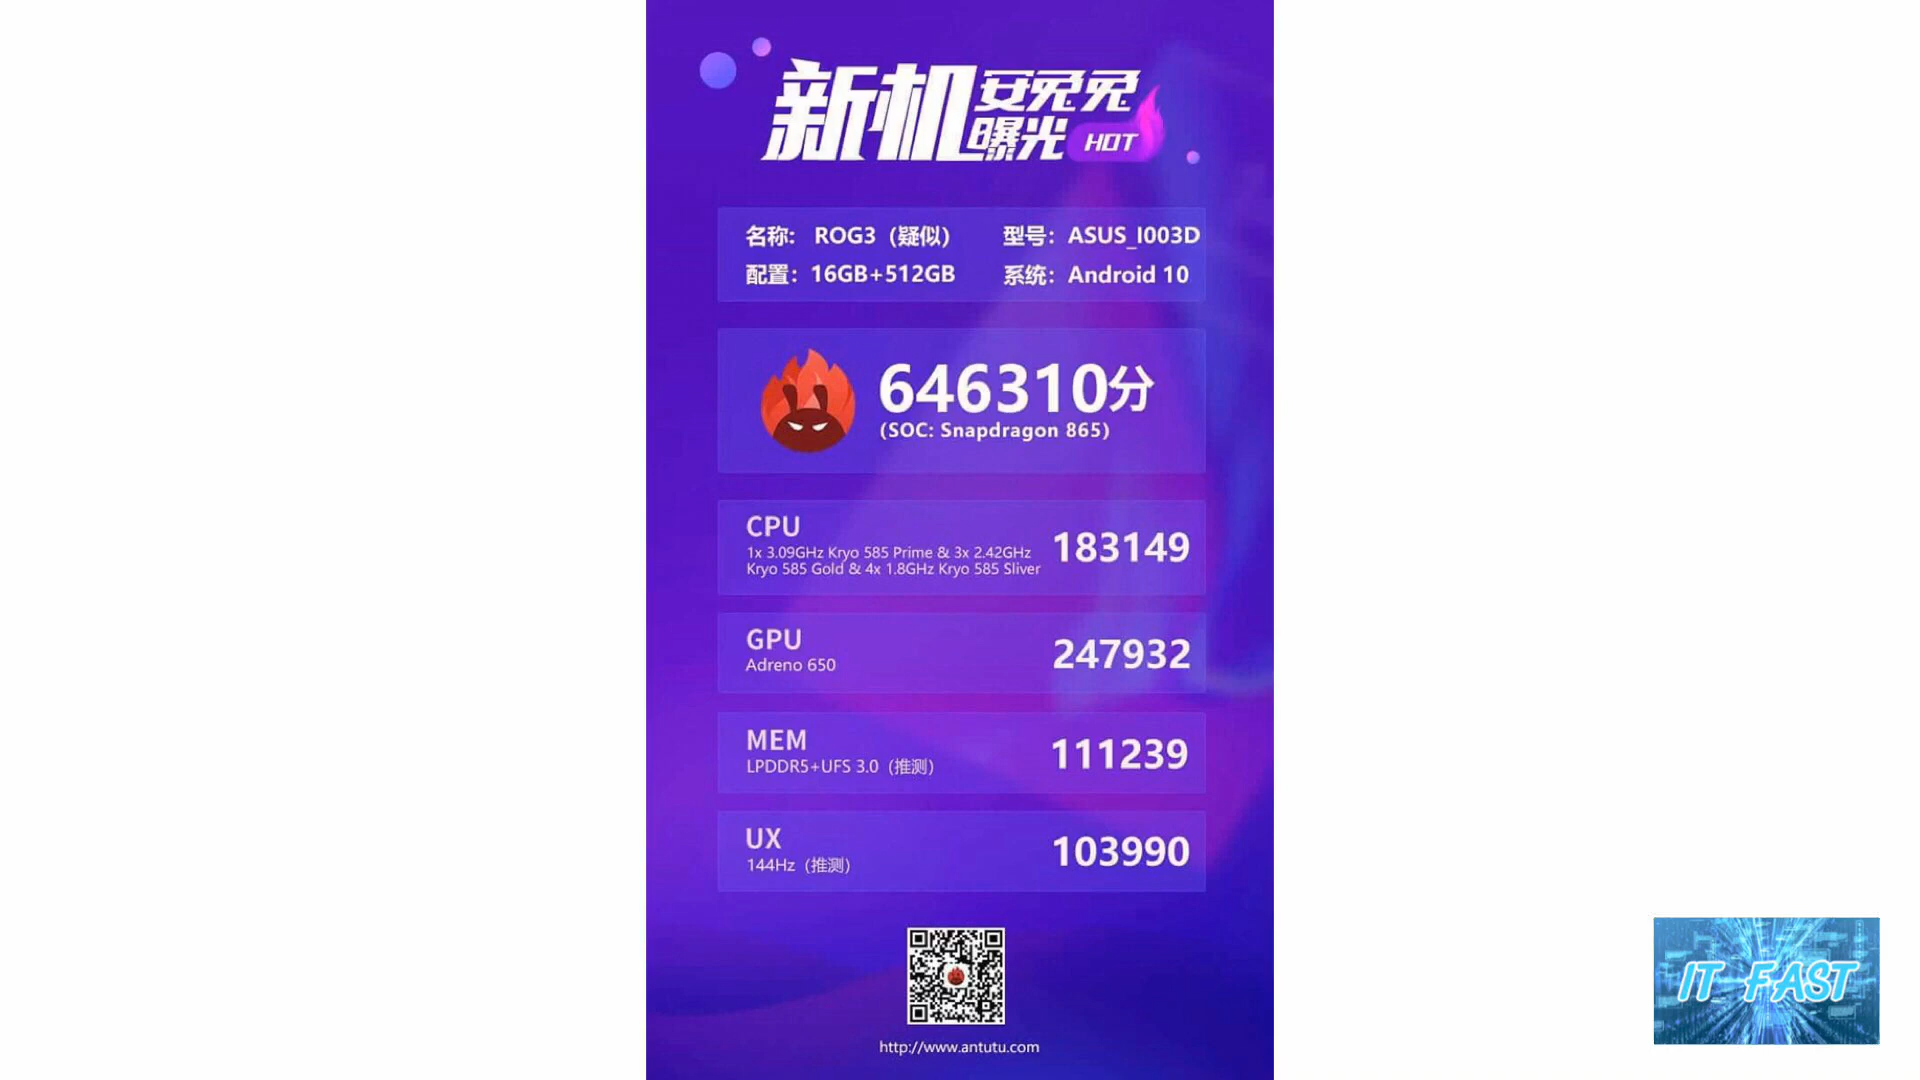 新机 安兔兔
曝光 HOT
名称： ROG3（疑似） 型号：ASUS_I003D
配置：16GB+512GB 系统：Android 10
646310分
(SOC: Snapdragon 865)
CPU
1x 3.09GHz Kryo 585 Prime & 3x 2.42GHz
Kryo 585 Gold & 4x 1.8GHz Kryo 585 Sliver
183149
GPU
Adreno 650
247932
MEM
LPDDR5+UFS 3.0（推测）
111239
UX
144Hz（推测）
103990
http://www.antutu.com
IT FAST